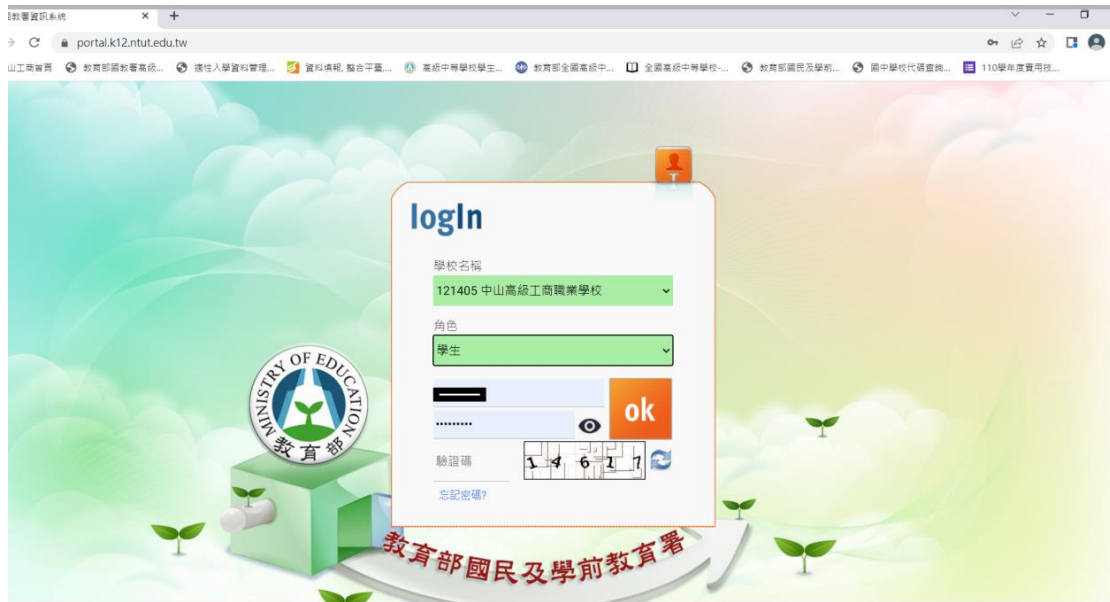 國教署資訊系統
portal.k12.ntut.edu.tw
山工商首頁 教育部國教署高級... 適性入學資料管理... 資料填報, 整合平臺,... 高級中等學校學生... 教育部全國高級中... 全國高級中等學校-... 教育部國民及學前... 國中學校代碼查詢... 110學年度實用技...
logIn
學校名稱
121405 中山高級工商職業學校
角色
學生
ok
驗證碼
1 4 6 1 7
忘記密碼?
MINISTRY OF EDUCATION
教育部
教育部國民及學前教育署